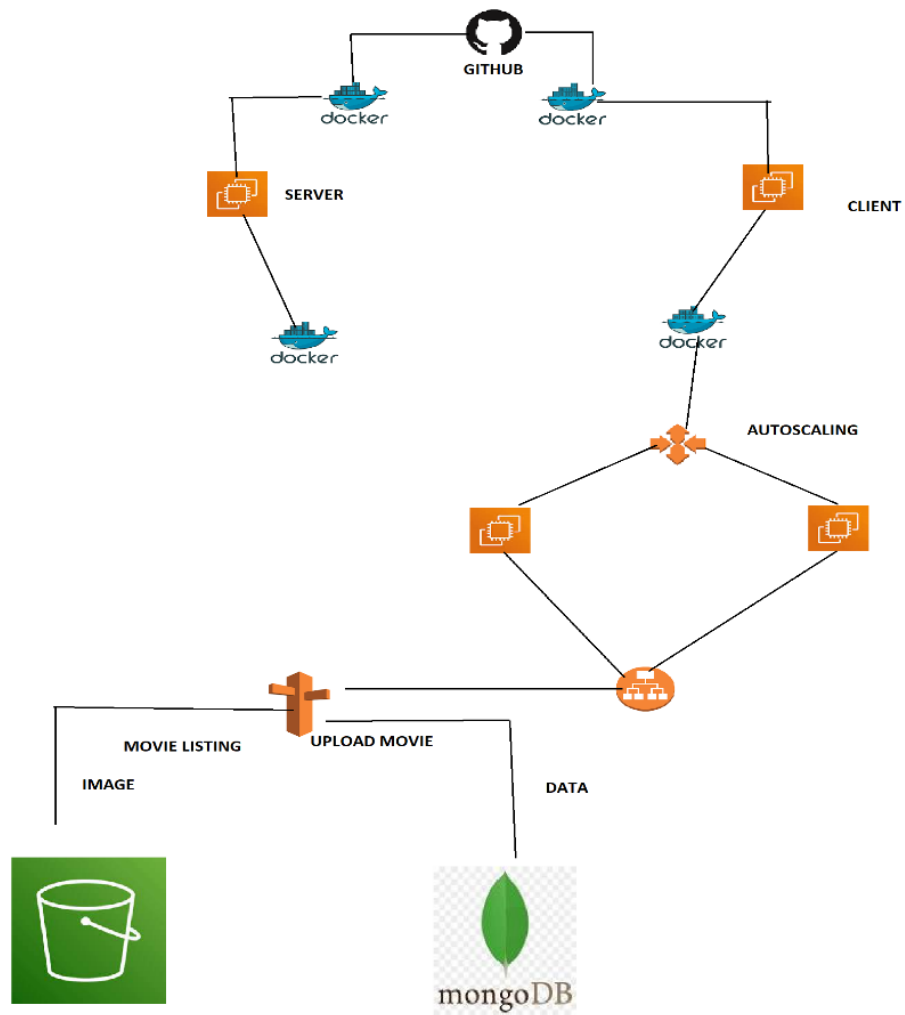 GITHUB
docker
docker
SERVER
CLIENT
docker
docker
AUTOSCALING
MOVIE LISTING
UPLOAD MOVIE
IMAGE
DATA
mongoDB